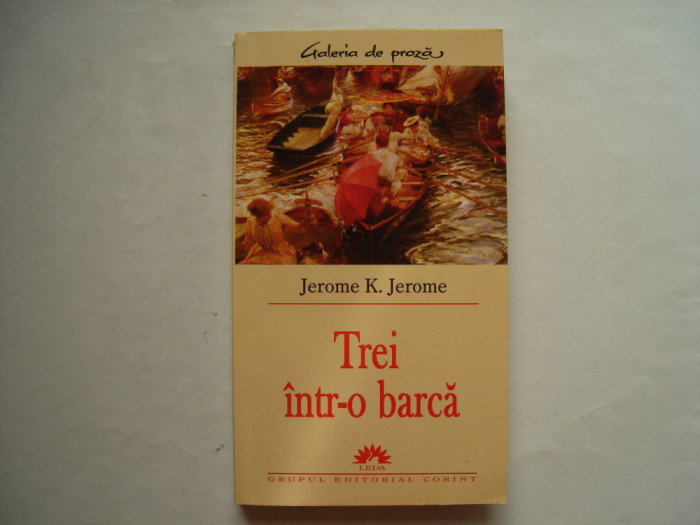 Galeria de proză
Jerome K. Jerome
Trei
într-o barcă
LEDA
GRUPUL EDITORIAL CORINT